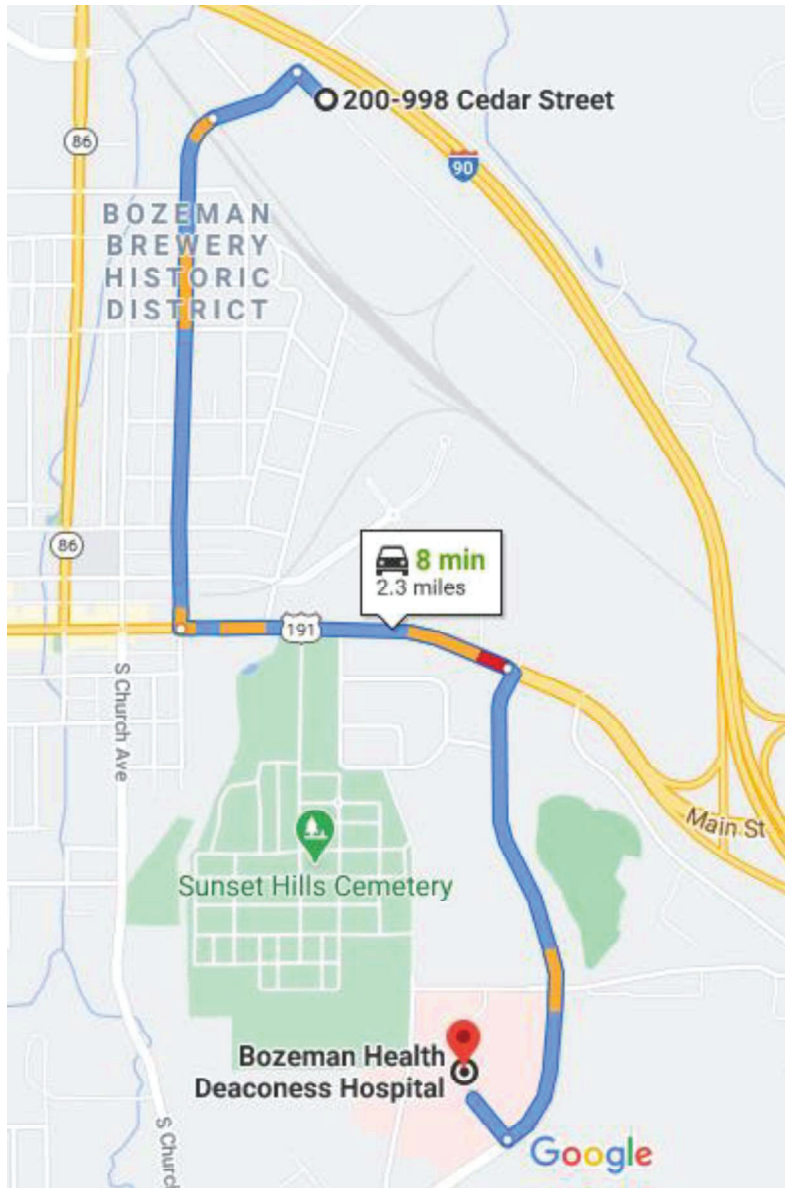 200-998 Cedar Street
86
90
BOZEMAN
BREWERY
HISTORIC
DISTRICT
86
8 min
2.3 miles
191
S Church Ave
Main St
Sunset Hills Cemetery
Bozeman Health
Deaconess Hospital
S Church
Google